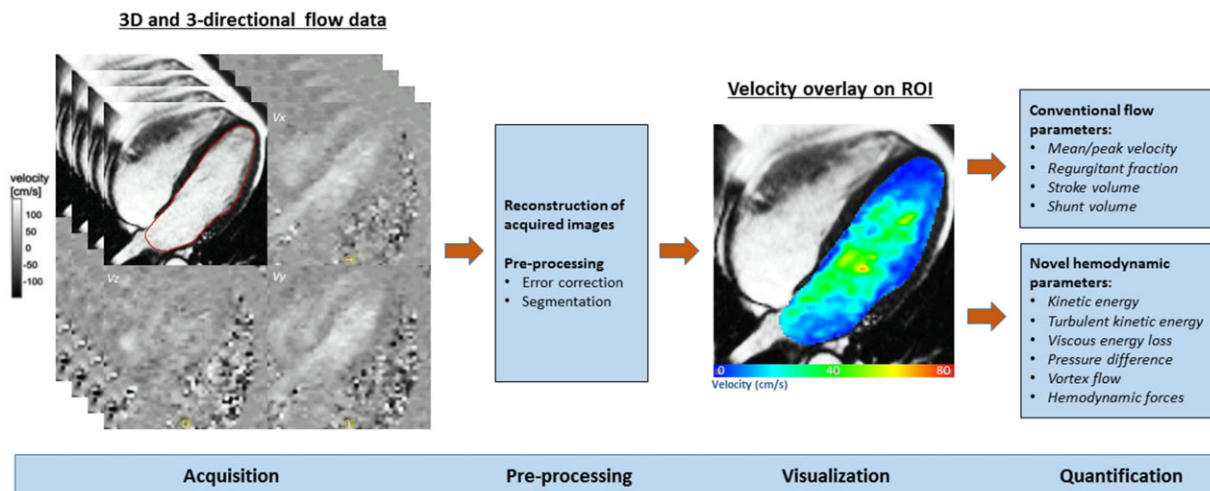 3D and 3-directional flow data
velocity
[cm/s]
100
50
0
-50
-100
Vx
Vz
Vy
Reconstruction of
acquired images
Pre-processing
• Error correction
• Segmentation
Velocity overlay on ROI
0
40
80
Velocity (cm/s)
Conventional flow
parameters:
• Mean/peak velocity
• Regurgitant fraction
• Stroke volume
• Shunt volume
Novel hemodynamic
parameters:
• Kinetic energy
• Turbulent kinetic energy
• Viscous energy loss
• Pressure difference
• Vortex flow
• Hemodynamic forces
Acquisition
Pre-processing
Visualization
Quantification